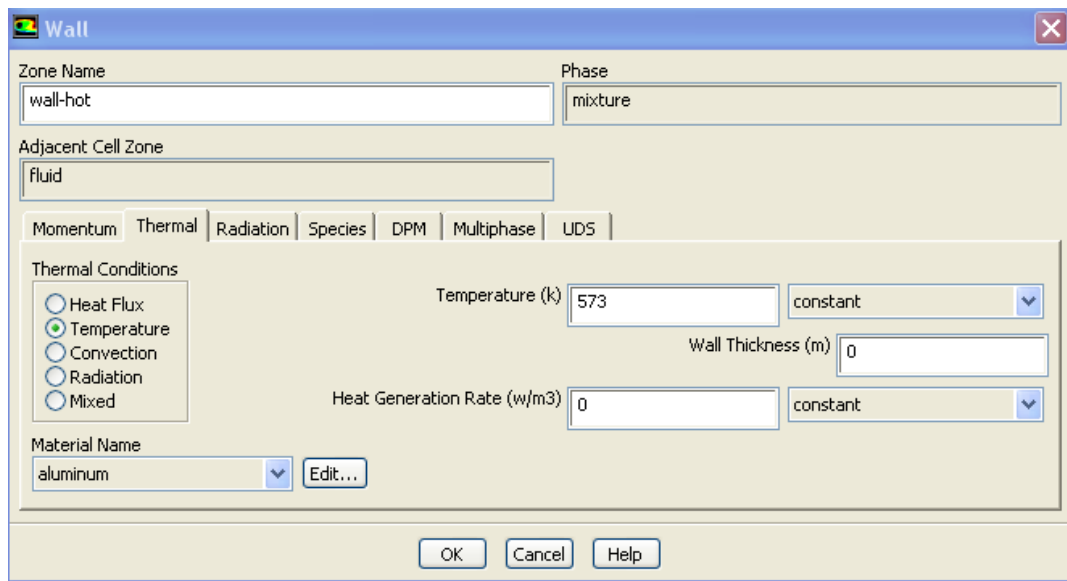 Wall
Zone Name
Phase
wall-hot
mixture
Adjacent Cell Zone
fluid
Momentum Thermal Radiation Species DPM Multiphase UDS
Thermal Conditions
Heat Flux
Temperature
Convection
Radiation
Mixed
Temperature (k) 573 constant
Wall Thickness (m) 0
Heat Generation Rate (w/m3) 0 constant
Material Name
aluminum Edit...
OK Cancel Help